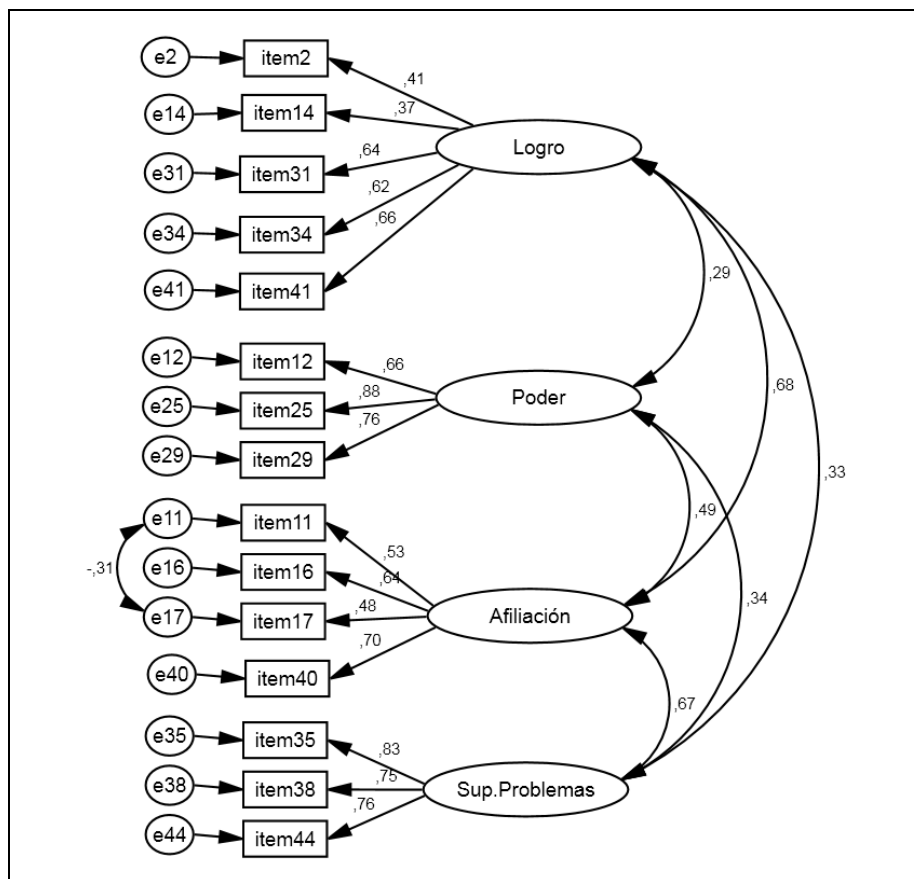 e2 item2
,41
e14 item14
,37
Logro
e31 item31
,64
e34 item34
,62
,66
e41 item41
,29
e12 item12
,66
e25 item25
,88
Poder
,68
e29 item29
,76
,33
e11 item11
,49
-,31
e16 item16
,53
,64
e17 item17
,48
Afiliación
,34
e40 item40
,70
,67
e35 item35
,83
e38 item38
,75
Sup.Problemas
e44 item44
,76